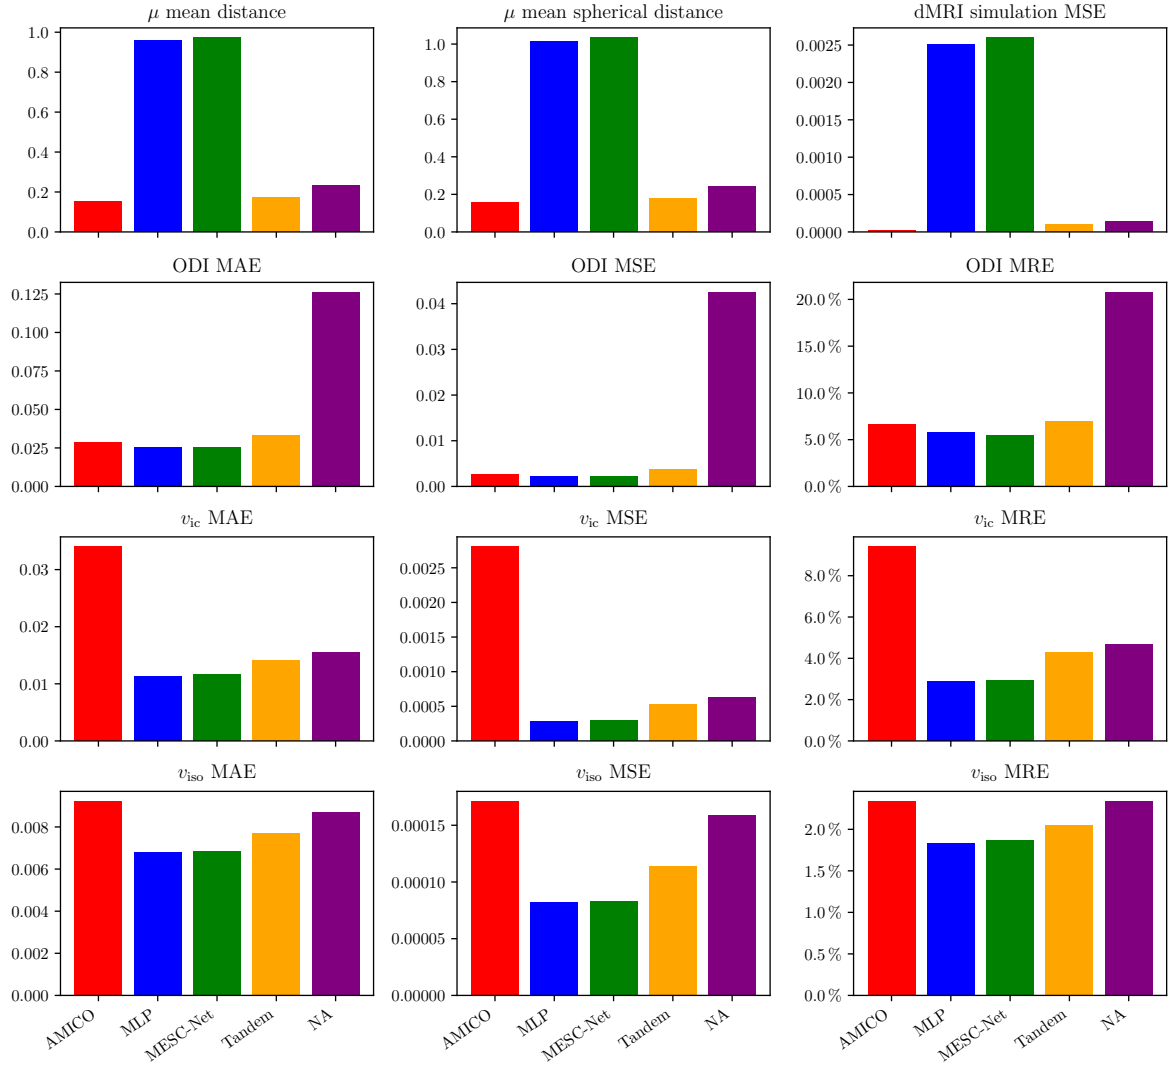 μ mean distance
1.0
0.8
0.6
0.4
0.2
0.0
μ mean spherical distance
1.0
0.8
0.6
0.4
0.2
0.0
dMRI simulation MSE
0.0025
0.0020
0.0015
0.0010
0.0005
0.0000
ODI MAE
0.125
0.100
0.075
0.050
0.025
0.000
ODI MSE
0.04
0.03
0.02
0.01
0.00
ODI MRE
20.0 %
15.0 %
10.0 %
5.0 %
0.0 %
v_ic MAE
0.03
0.02
0.01
0.00
v_ic MSE
0.0025
0.0020
0.0015
0.0010
0.0005
0.0000
v_ic MRE
8.0 %
6.0 %
4.0 %
2.0 %
0.0 %
v_iso MAE
0.008
0.006
0.004
0.002
0.000
AMICO
MLP
MESC-Net
Tandem
NA
v_iso MSE
0.00015
0.00010
0.00005
0.00000
AMICO
MLP
MESC-Net
Tandem
NA
v_iso MRE
2.0 %
1.5 %
1.0 %
0.5 %
0.0 %
AMICO
MLP
MESC-Net
Tandem
NA